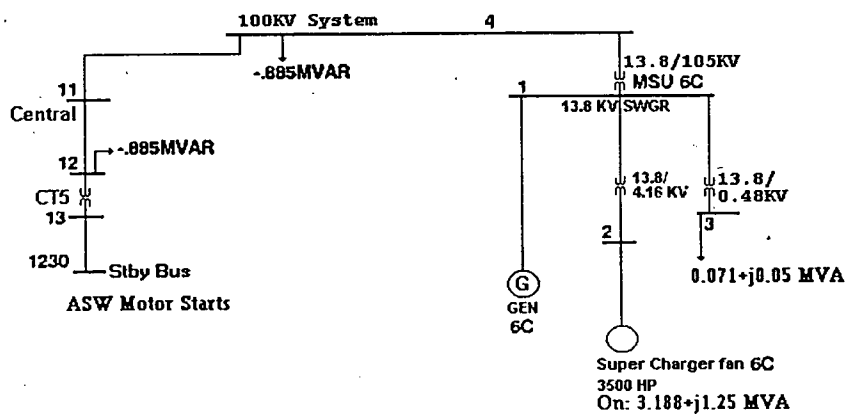 100KV System
4
-.885MVAR
13.8/105KV
MSU 6C
1
13.8 KV SWGR
11
Central
-.885MVAR
12
CT5
13
13.8/
4.16 KV
13.8/
0.48KV
2
3
1230
Stby Bus
ASW Motor Starts
0.071+j0.05 MVA
G
GEN
6C
Super Charger fan 6C
3500 HP
On: 3.188+j1.25 MVA